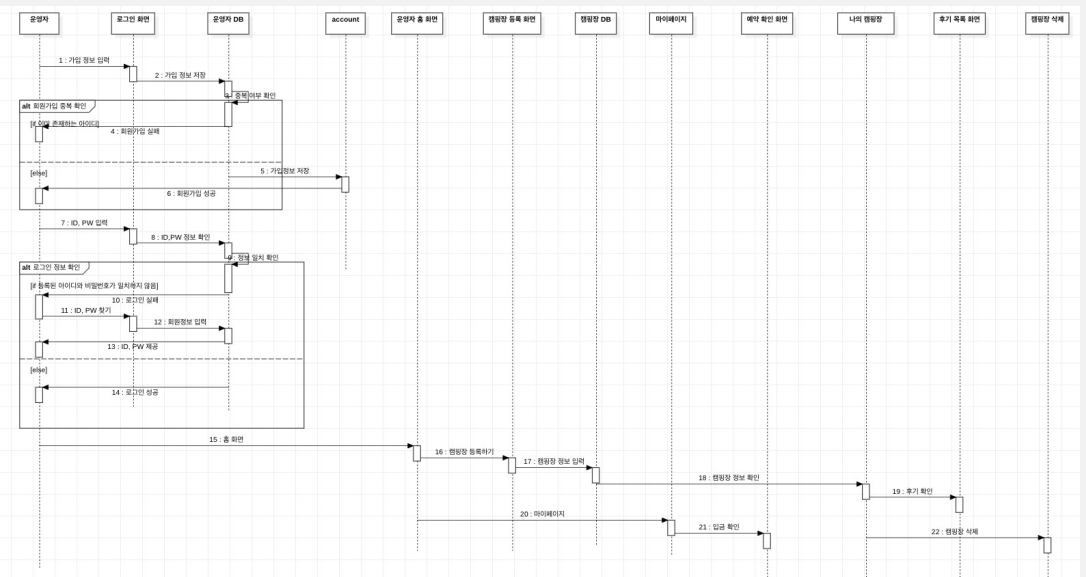 운영자
로그인 화면
운영자 DB
account
운영자 홈 화면
캠핑장 등록 화면
캠핑장 DB
마이페이지
예약 확인 화면
나의 캠핑장
후기 목록 화면
캠핑장 삭제
1 : 가입 정보 입력
2 : 가입 정보 저장
3 : 중복 여부 확인
alt 회원가입 중복 확인
[if 이미 존재하는 아이디]
4 : 회원가입 실패
[else]
5 : 가입정보 저장
6 : 회원가입 성공
7 : ID, PW 입력
8 : ID,PW 정보 확인
9 : 정보 일치 확인
alt 로그인 정보 확인
[if 등록된 아이디와 비밀번호가 일치하지 않음]
10 : 로그인 실패
11 : ID, PW 찾기
12 : 회원정보 입력
13 : ID, PW 제공
[else]
14 : 로그인 성공
15 : 홈 화면
16 : 캠핑장 등록하기
17 : 캠핑장 정보 입력
18 : 캠핑장 정보 확인
19 : 후기 확인
20 : 마이페이지
21 : 입금 확인
22 : 캠핑장 삭제